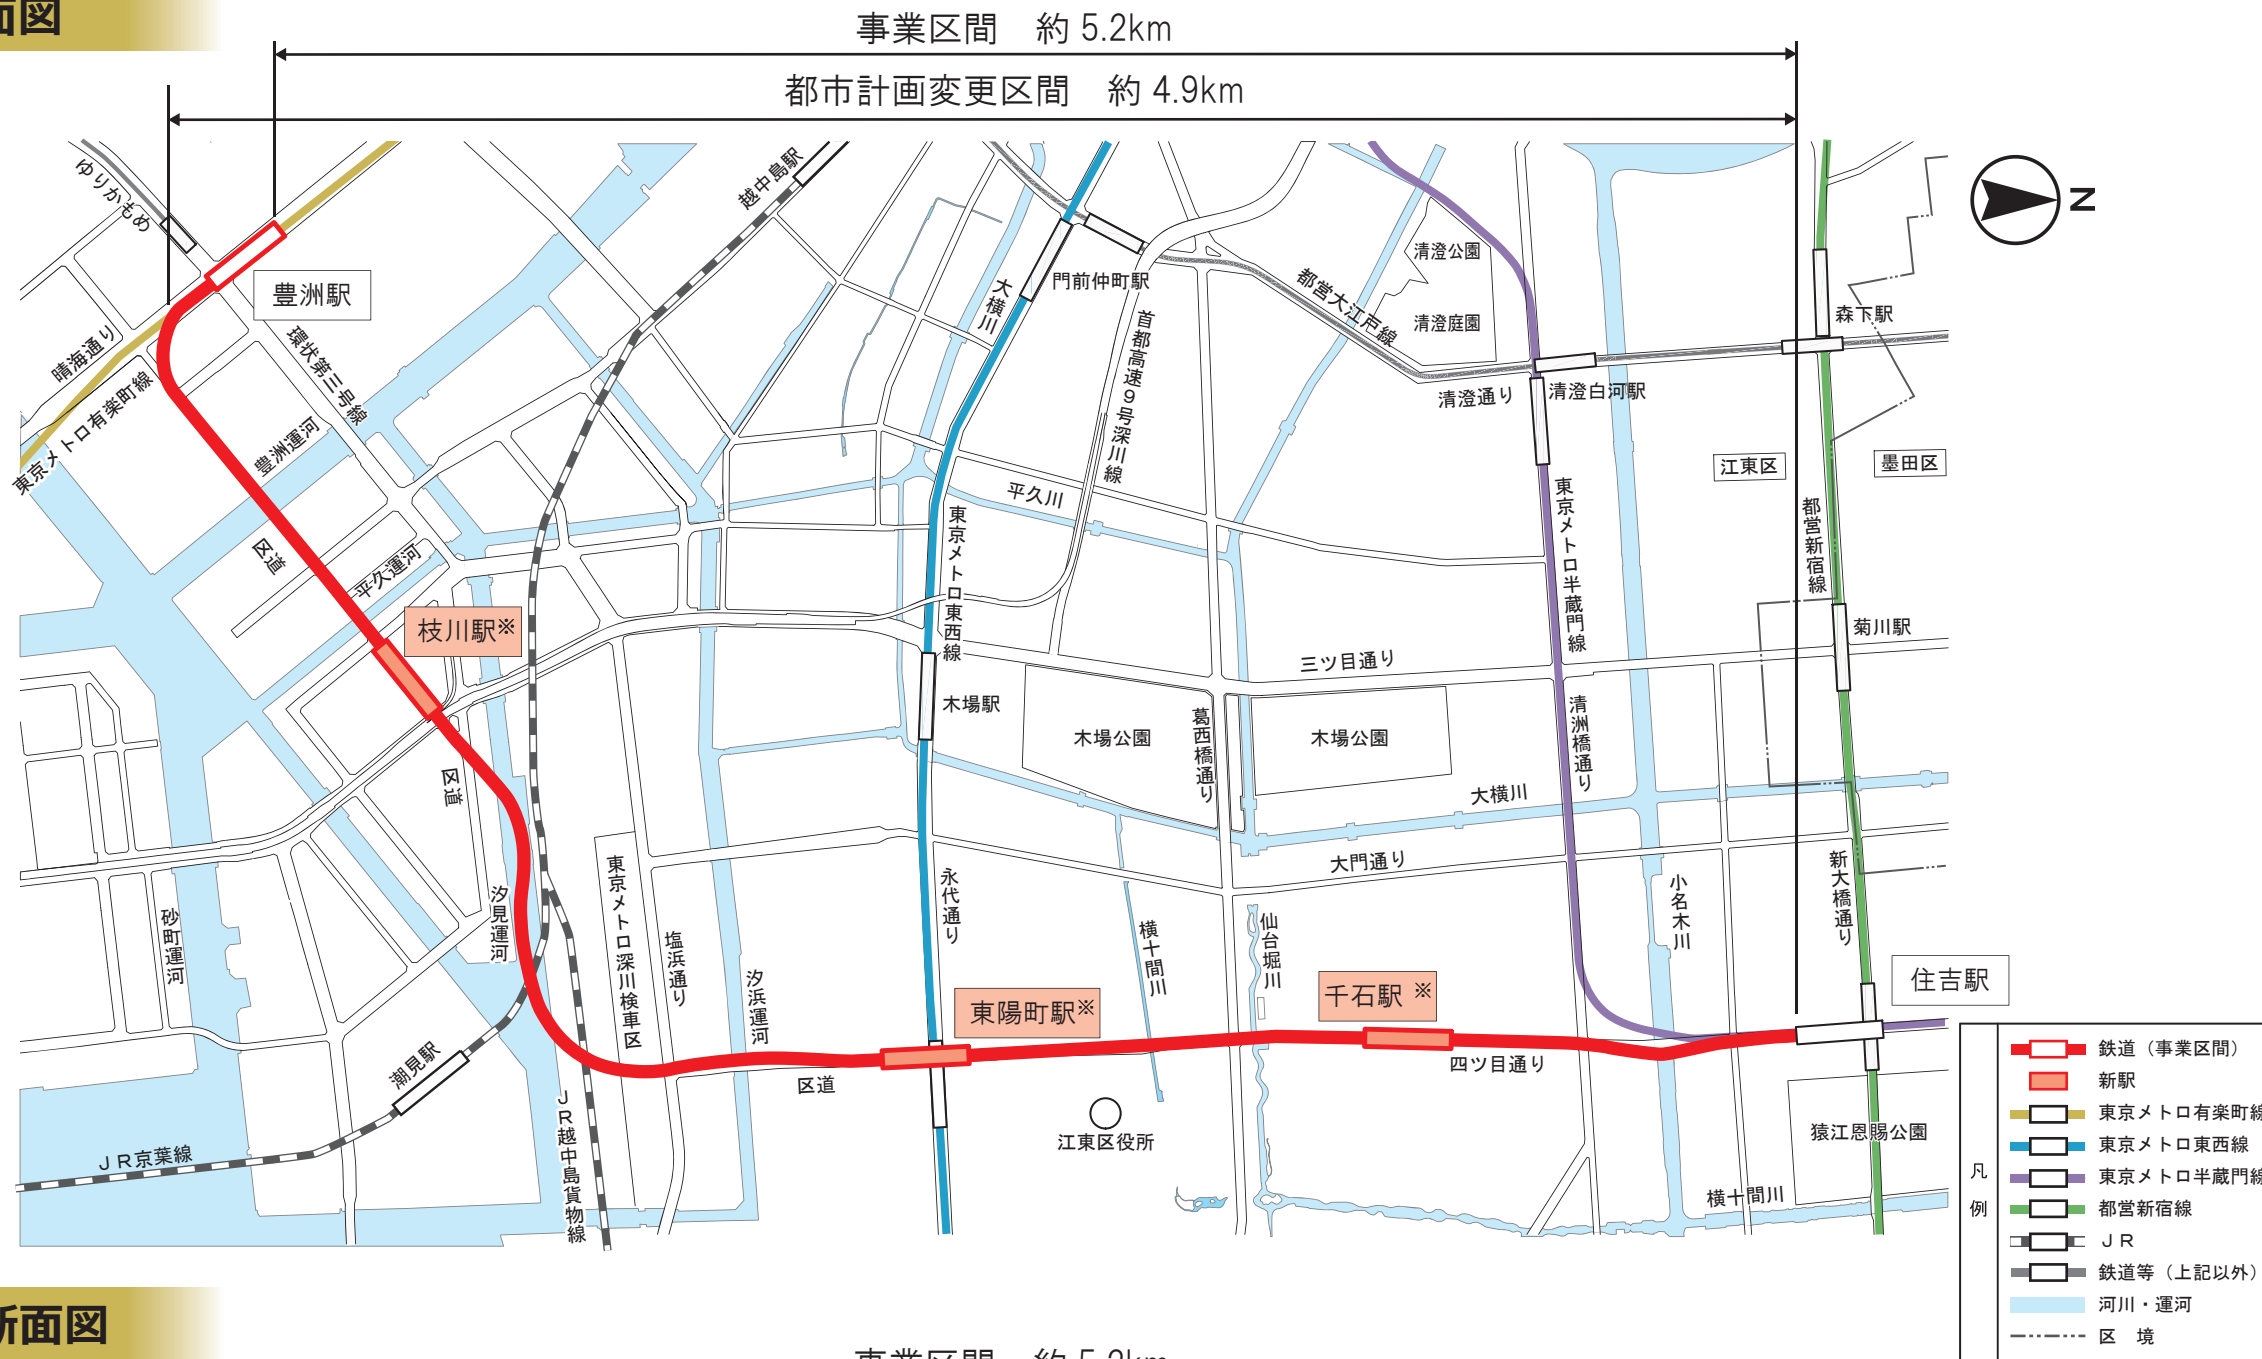 面図
事業区間　約 5.2km
都市計画変更区間　約 4.9km
ゆりかもめ
豊洲駅
晴海通り
東京メトロ有楽町線
環状第三号線
豊洲運河
区道
平久運河
枝川駅※
区道
砂町運河
汐見運河
潮見駅
ＪＲ京葉線
ＪＲ越中島貨物線
東京メトロ深川検車区
塩浜通り
汐浜運河
区道
越中島駅
大横川
門前仲町駅
首都高速９号深川線
平久川
東京メトロ東西線
木場駅
木場公園
葛西橋通り
木場公園
三ツ目通り
永代通り
東陽町駅※
江東区役所
横十間川
仙台堀川
千石駅 ※
四ツ目通り
大門通り
大横川
都営大江戸線
清澄公園
清澄庭園
清澄通り
清澄白河駅
東京メトロ半蔵門線
清洲橋通り
小名木川
森下駅
江東区
墨田区
都営新宿線
菊川駅
新大橋通り
住吉駅
猿江恩賜公園
横十間川
N
凡例
鉄道（事業区間）
新駅
東京メトロ有楽町線
東京メトロ東西線
東京メトロ半蔵門線
都営新宿線
ＪＲ
鉄道等（上記以外）
河川・運河
区　境
断面図
事業区間　約 5.2km